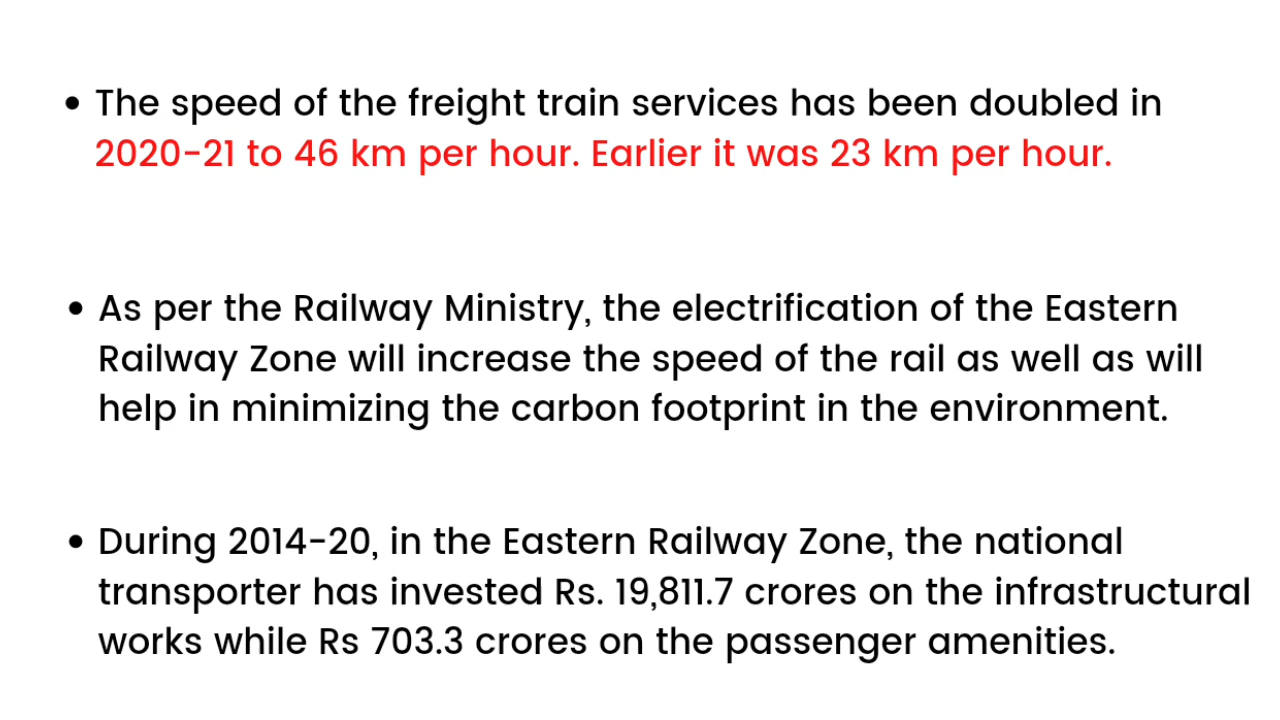 • The speed of the freight train services has been doubled in
2020-21 to 46 km per hour. Earlier it was 23 km per hour.
• As per the Railway Ministry, the electrification of the Eastern
Railway Zone will increase the speed of the rail as well as will
help in minimizing the carbon footprint in the environment.
• During 2014-20, in the Eastern Railway Zone, the national
transporter has invested Rs. 19,811.7 crores on the infrastructural
works while Rs 703.3 crores on the passenger amenities.